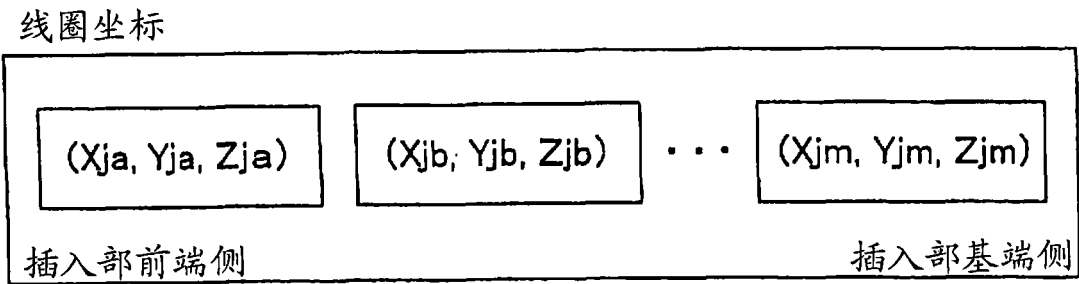 线圈坐标
(Xja, Yja, Zja) (Xjb, Yjb, Zjb) ··· (Xjm, Yjm, Zjm)
插入部前端侧 插入部基端侧